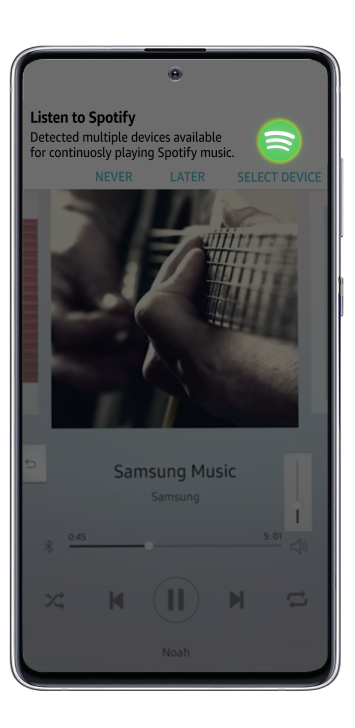 Listen to Spotify
Detected multiple devices available
for continuosly playing Spotify music.
NEVER LATER SELECT DEVICE
Samsung Music
Samsung
0:45 5: 01
Noah